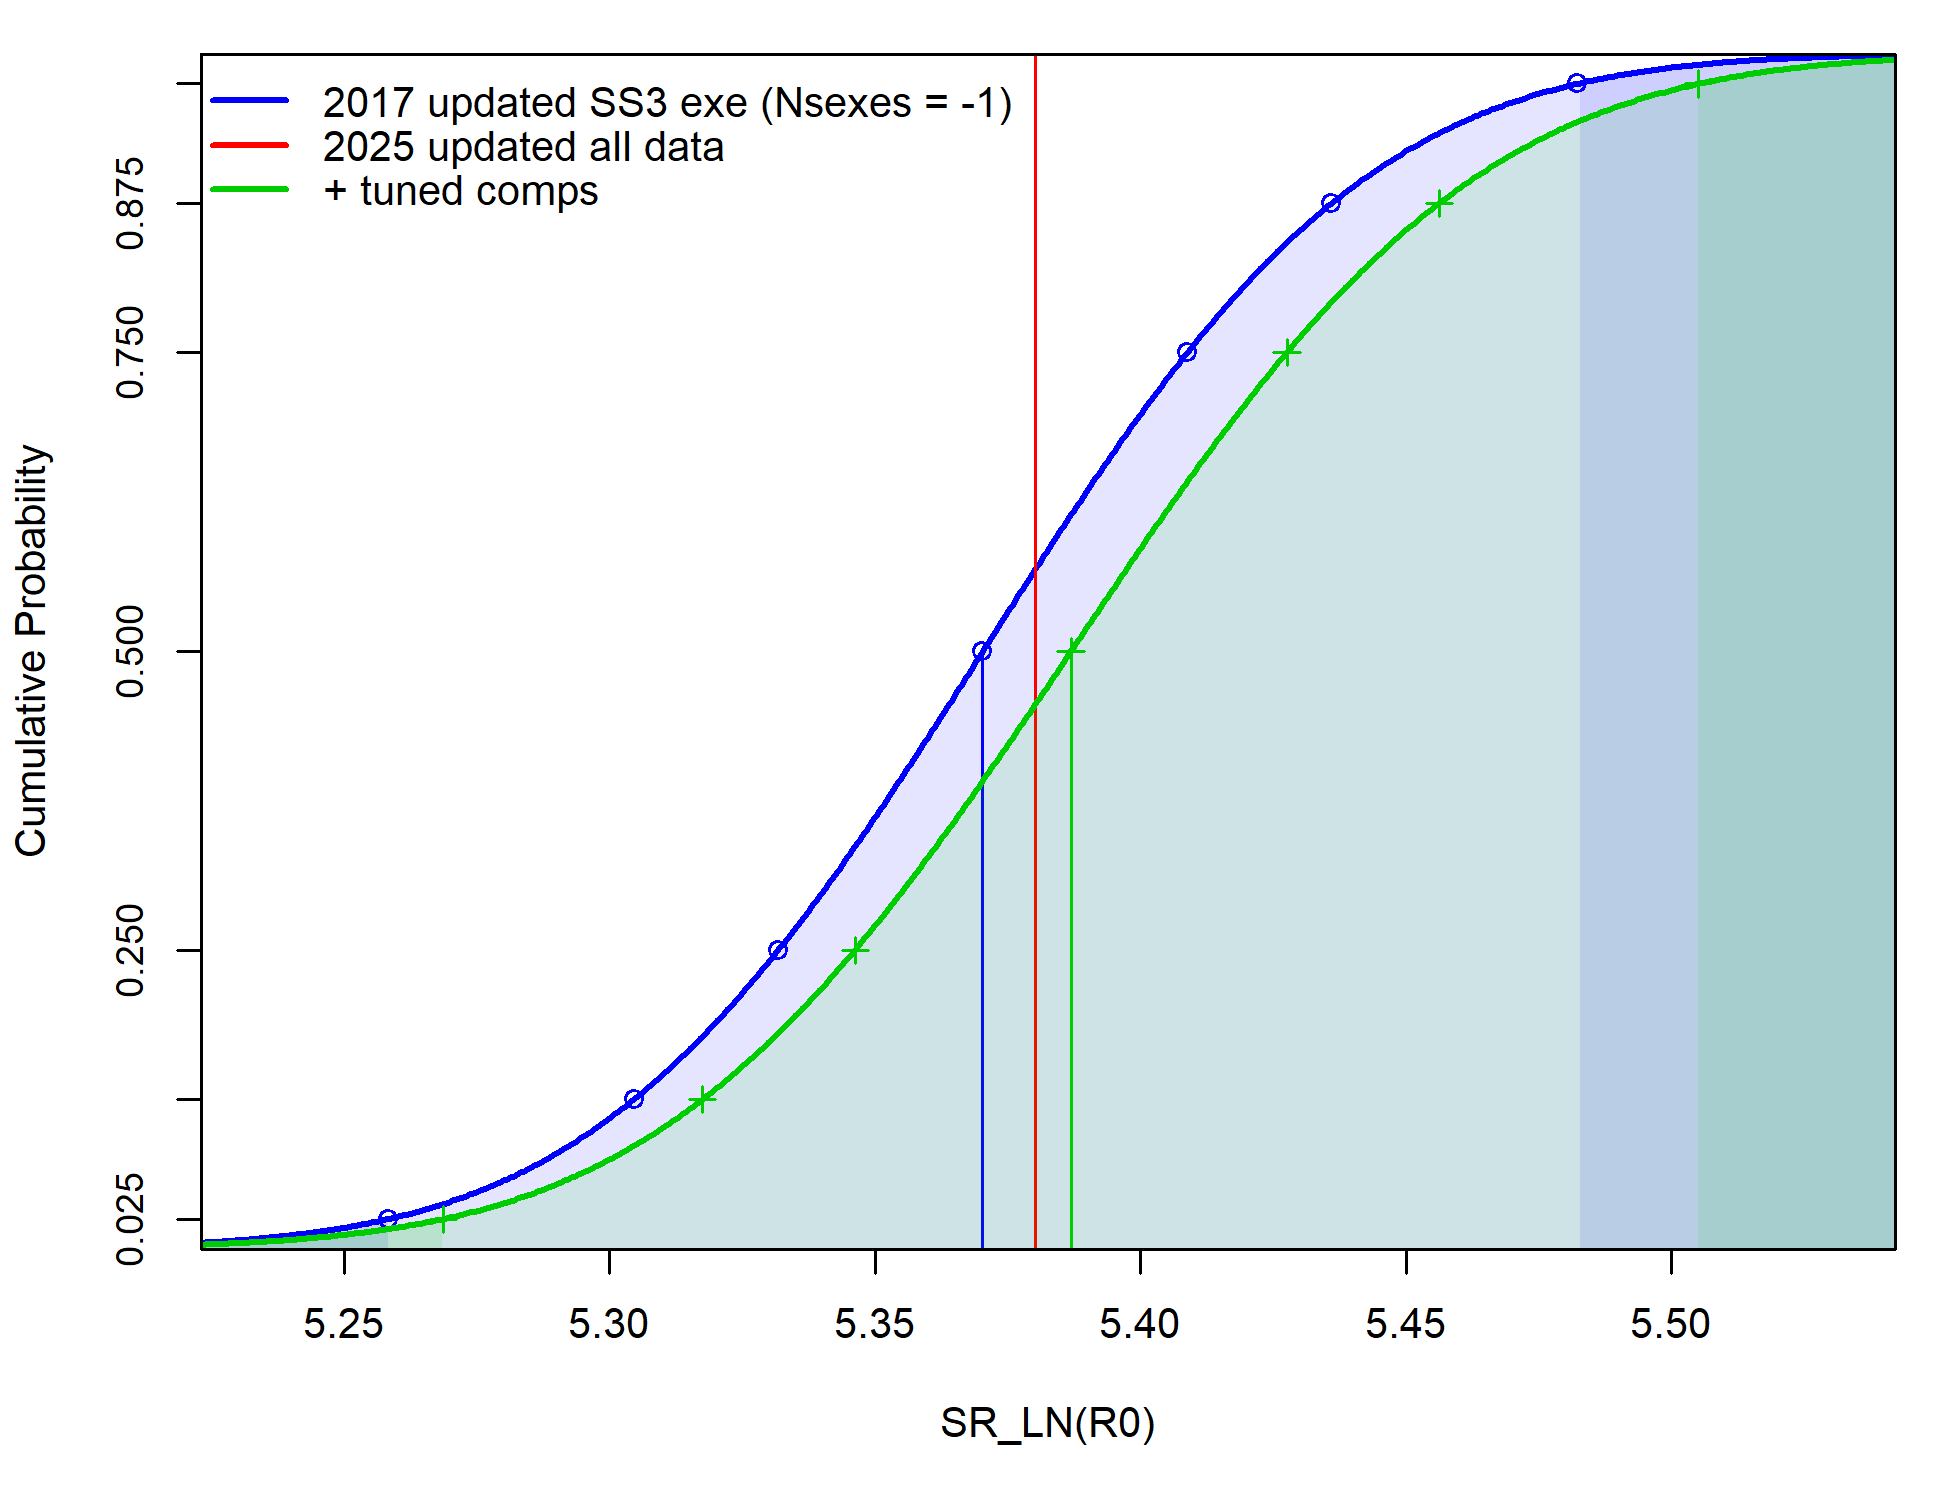 2017 updated SS3 exe (Nsexes = -1)
2025 updated all data
+ tuned comps
Cumulative Probability
0.875
0.750
0.500
0.250
0.025
5.25 5.30 5.35 5.40 5.45 5.50
SR_LN(R0)